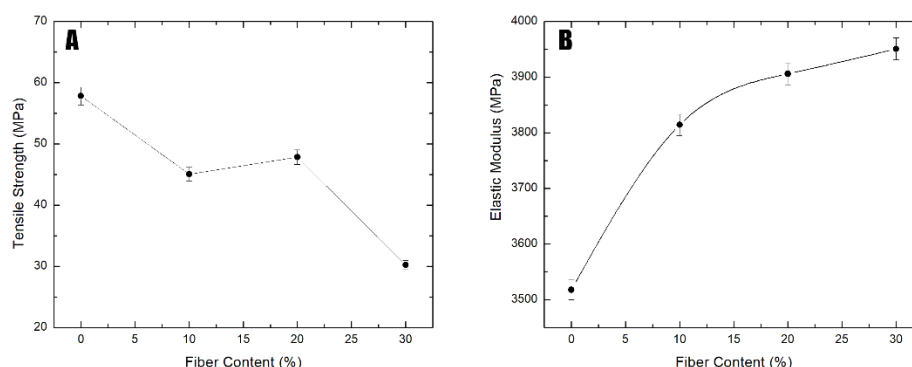 A
Tensile Strength (MPa)
70
60
50
40
30
20
0 5 10 15 20 25 30
Fiber Content (%)
B
Elastic Modulus (MPa)
4000
3900
3800
3700
3600
3500
0 5 10 15 20 25 30
Fiber Content (%)